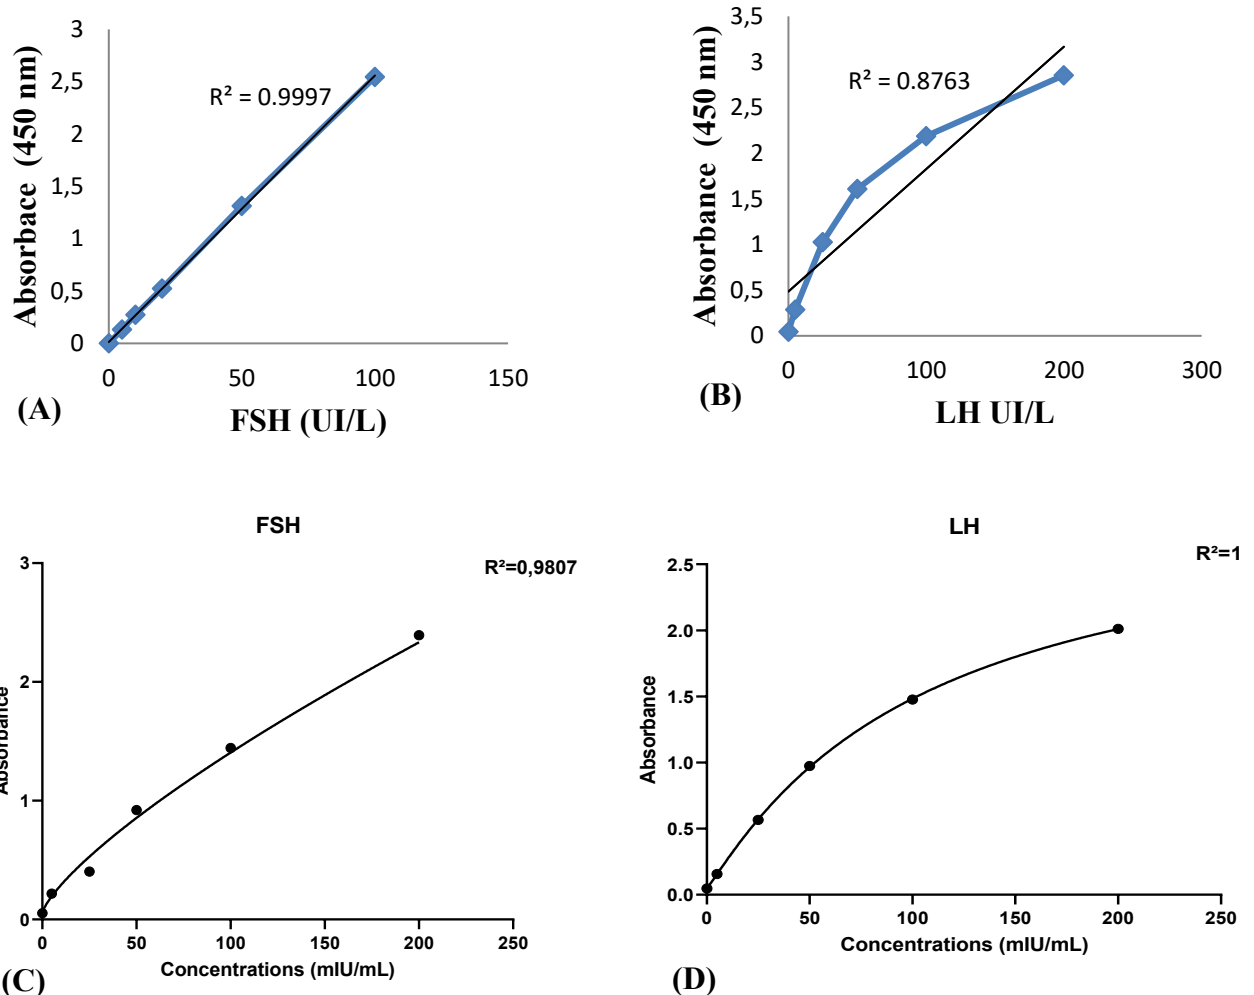 3
2,5
2
1,5
1
0,5
0
R² = 0.9997
Absorbace (450 nm)
0 50 100 150
FSH (UI/L)
(A)
3,5
3
2,5
2
1,5
1
0,5
0
R² = 0.8763
Absorbance (450 nm)
0 100 200 300
LH UI/L
(B)
FSH
R²=0,9807
3
2
1
0
Absorbance
0 50 100 150 200 250
Concentrations (mIU/mL)
(C)
LH
R²=1
2.5
2.0
1.5
1.0
0.5
0.0
Absorbance
0 50 100 150 200 250
Concentrations (mIU/mL)
(D)